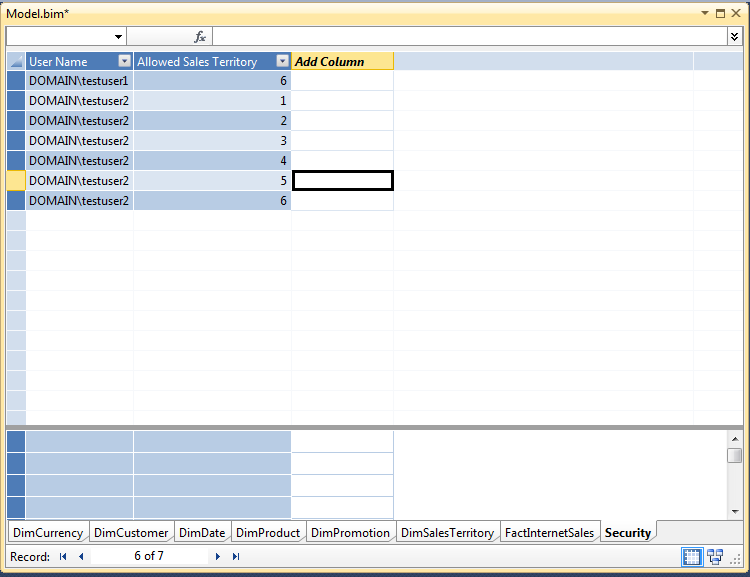 Model.bim*
fx
User Name Allowed Sales Territory Add Column
DOMAIN\testuser1 6
DOMAIN\testuser2 1
DOMAIN\testuser2 2
DOMAIN\testuser2 3
DOMAIN\testuser2 4
DOMAIN\testuser2 5
DOMAIN\testuser2 6
DimCurrency DimCustomer DimDate DimProduct DimPromotion DimSalesTerritory FactInternetSales Security
Record: 6 of 7